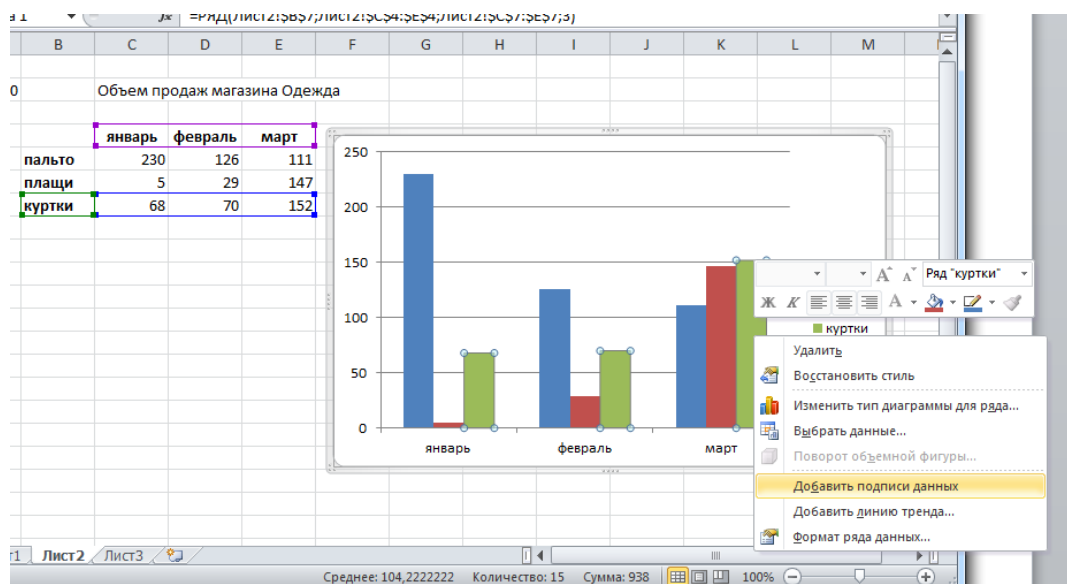 =РЯД(Лист2!$B$7;Лист2!$C$4:$E$4;Лист2!$C$7:$E$7;3)
B C D E F G H I J K L M
Объем продаж магазина Одежда
январь февраль март
пальто 230 126 111
плащи 5 29 147
куртки 68 70 152
250
200
150
100
50
0
январь февраль март
куртки
Ряд "куртки"
Ж К А
Удалить
Восстановить стиль
Изменить тип диаграммы для ряда...
Выбрать данные...
Поворот объемной фигуры...
Добавить подписи данных
Добавить линию тренда...
Формат ряда данных...
Лист2 Лист3
Среднее: 104,2222222 Количество: 15 Сумма: 938 100%